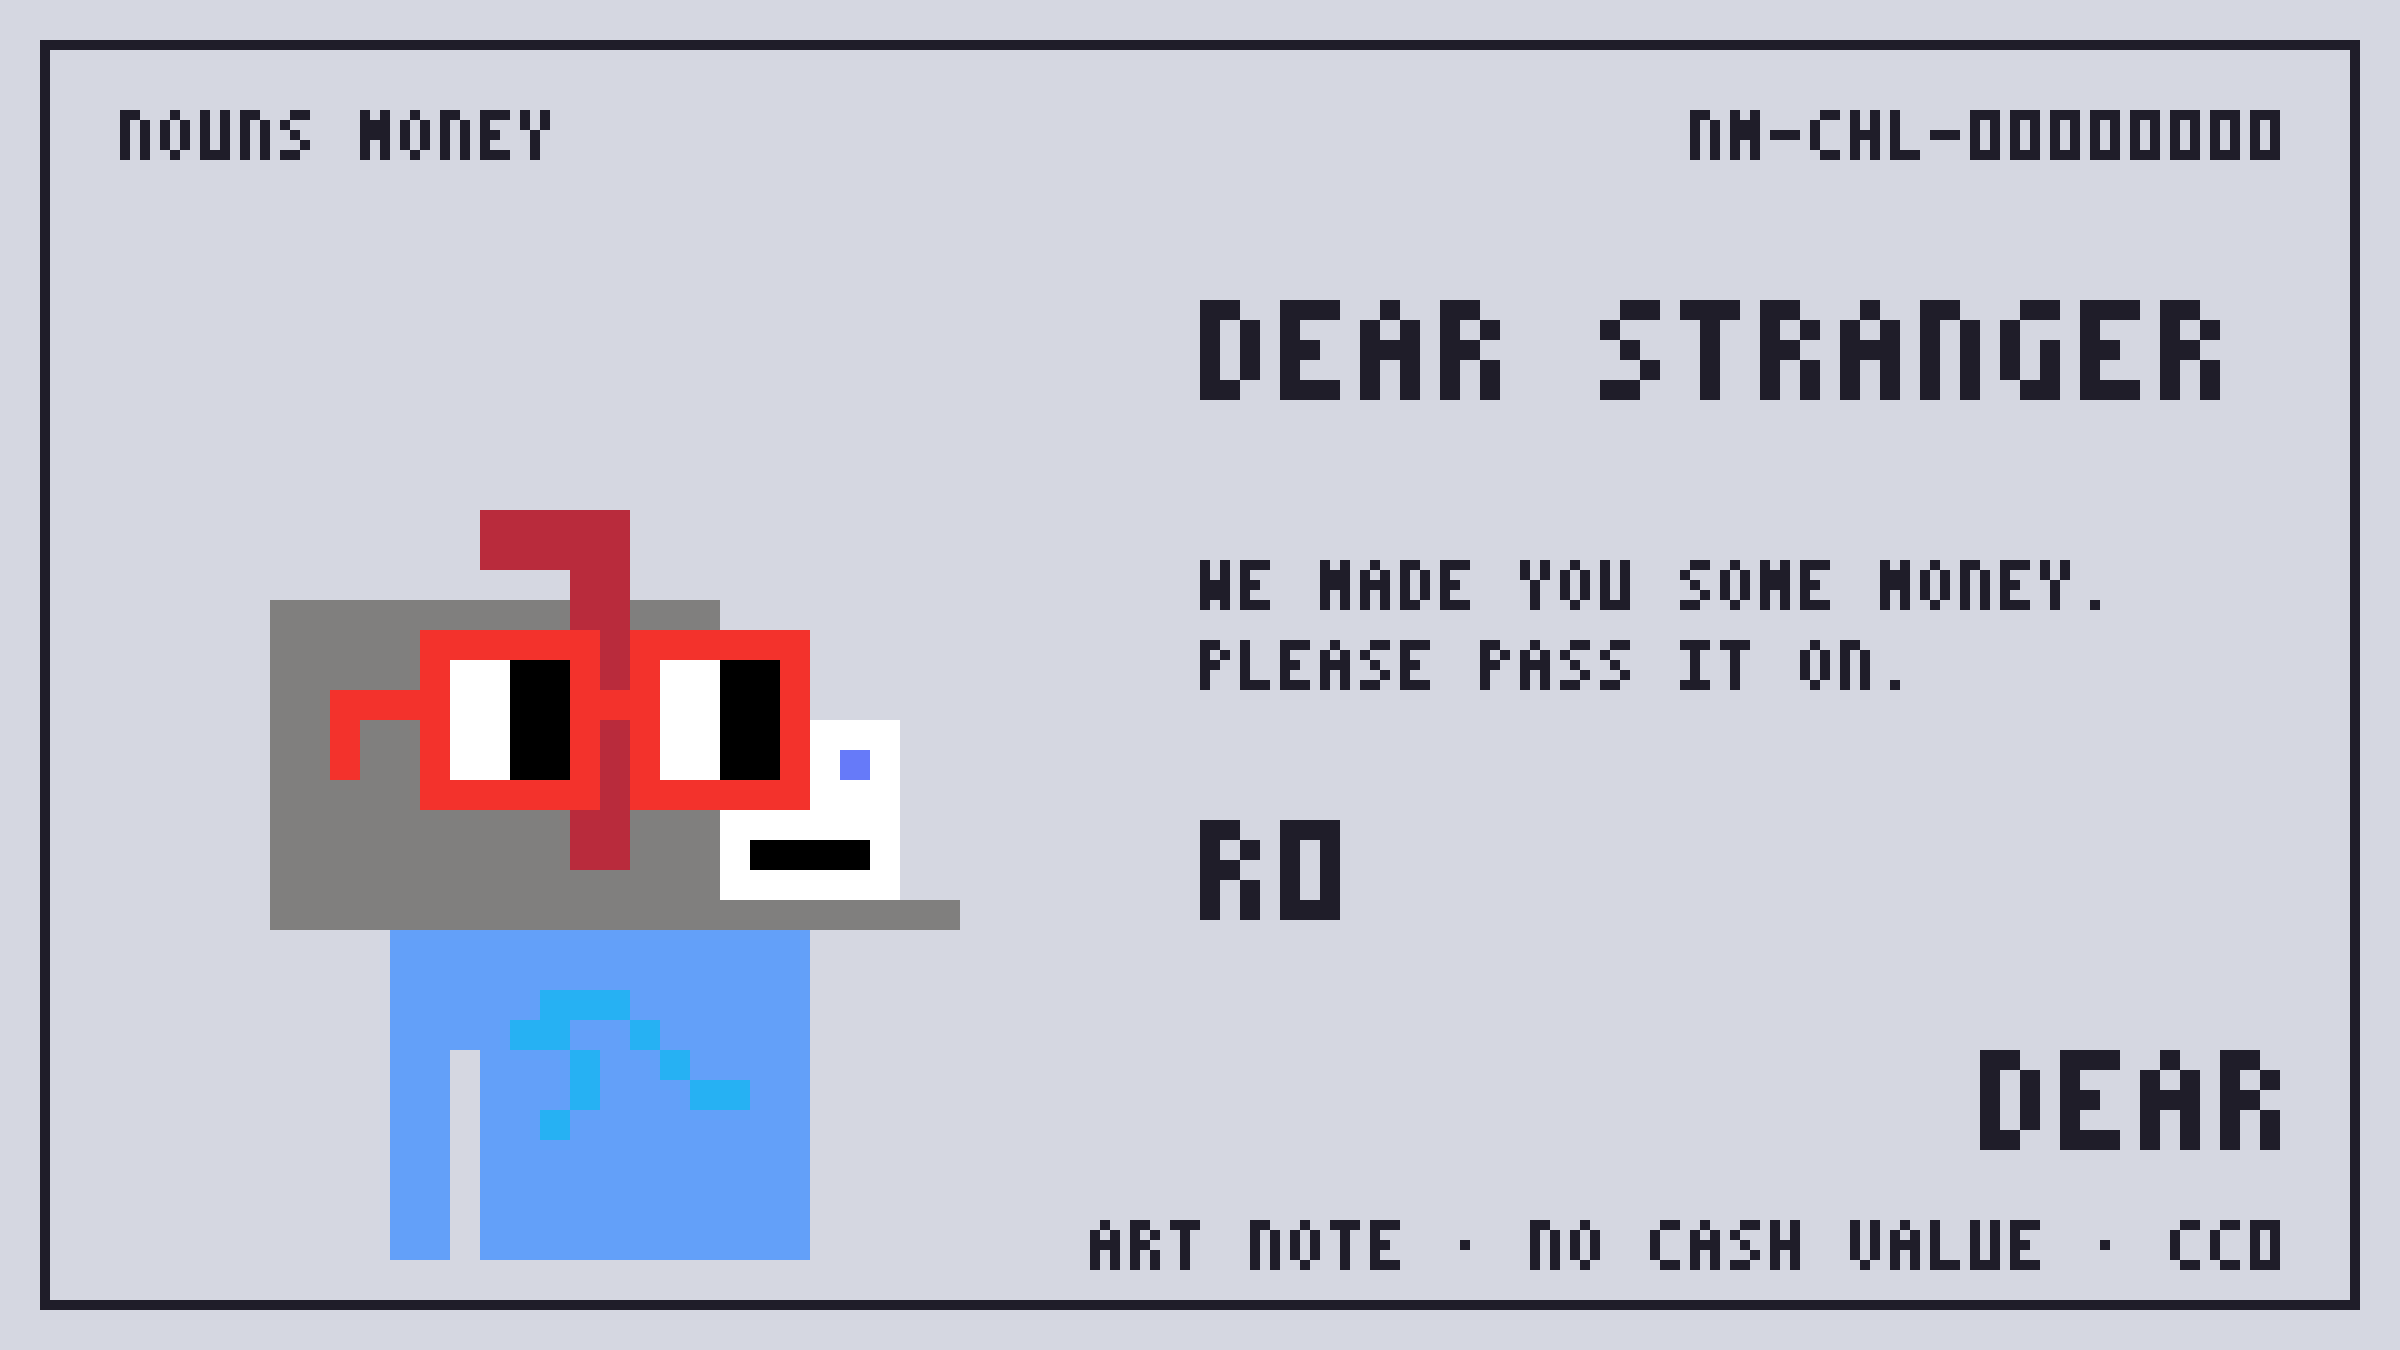 NOUNS MONEY
NM-CHL-00000000
DEAR STRANGER
WE MADE YOU SOME MONEY.
PLEASE PASS IT ON.
R0
DEAR
ART NOTE · NO CASH VALUE · CC0